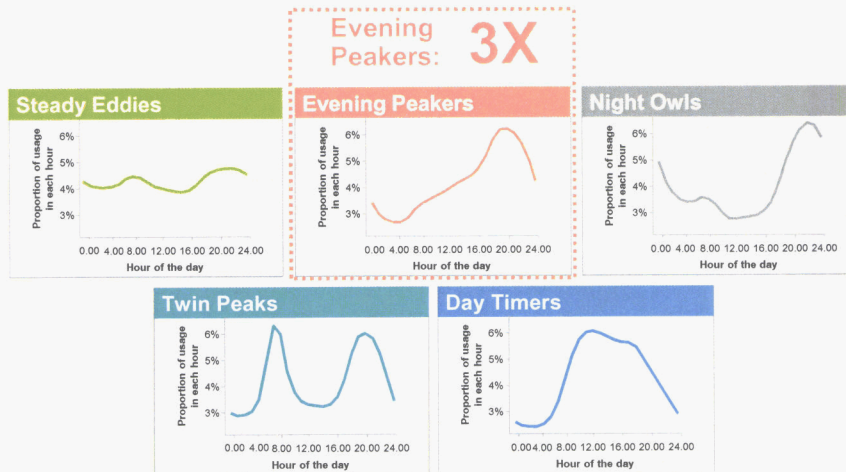 Evening
Peakers: 3X
Steady Eddies
6%
5%
4%
3%
Proportion of usage
in each hour
0.00 4.00 8.00 12.00 16.00 20.00 24.00
Hour of the day
Evening Peakers
6%
5%
4%
3%
Proportion of usage
in each hour
0.00 4.00 8.00 12.00 16.00 20.00 24.00
Hour of the day
Night Owls
6%
5%
4%
3%
Proportion of usage
in each hour
0.00 4.00 8.00 12.00 16.00 20.00 24.00
Hour of the day
Twin Peaks
6%
5%
4%
3%
Proportion of usage
in each hour
0.00 4.00 8.00 12.00 16.00 20.00 24.00
Hour of the day
Day Timers
6%
5%
4%
3%
Proportion of usage
in each hour
0.00 4.00 8.00 12.00 16.00 20.00 24.00
Hour of the day